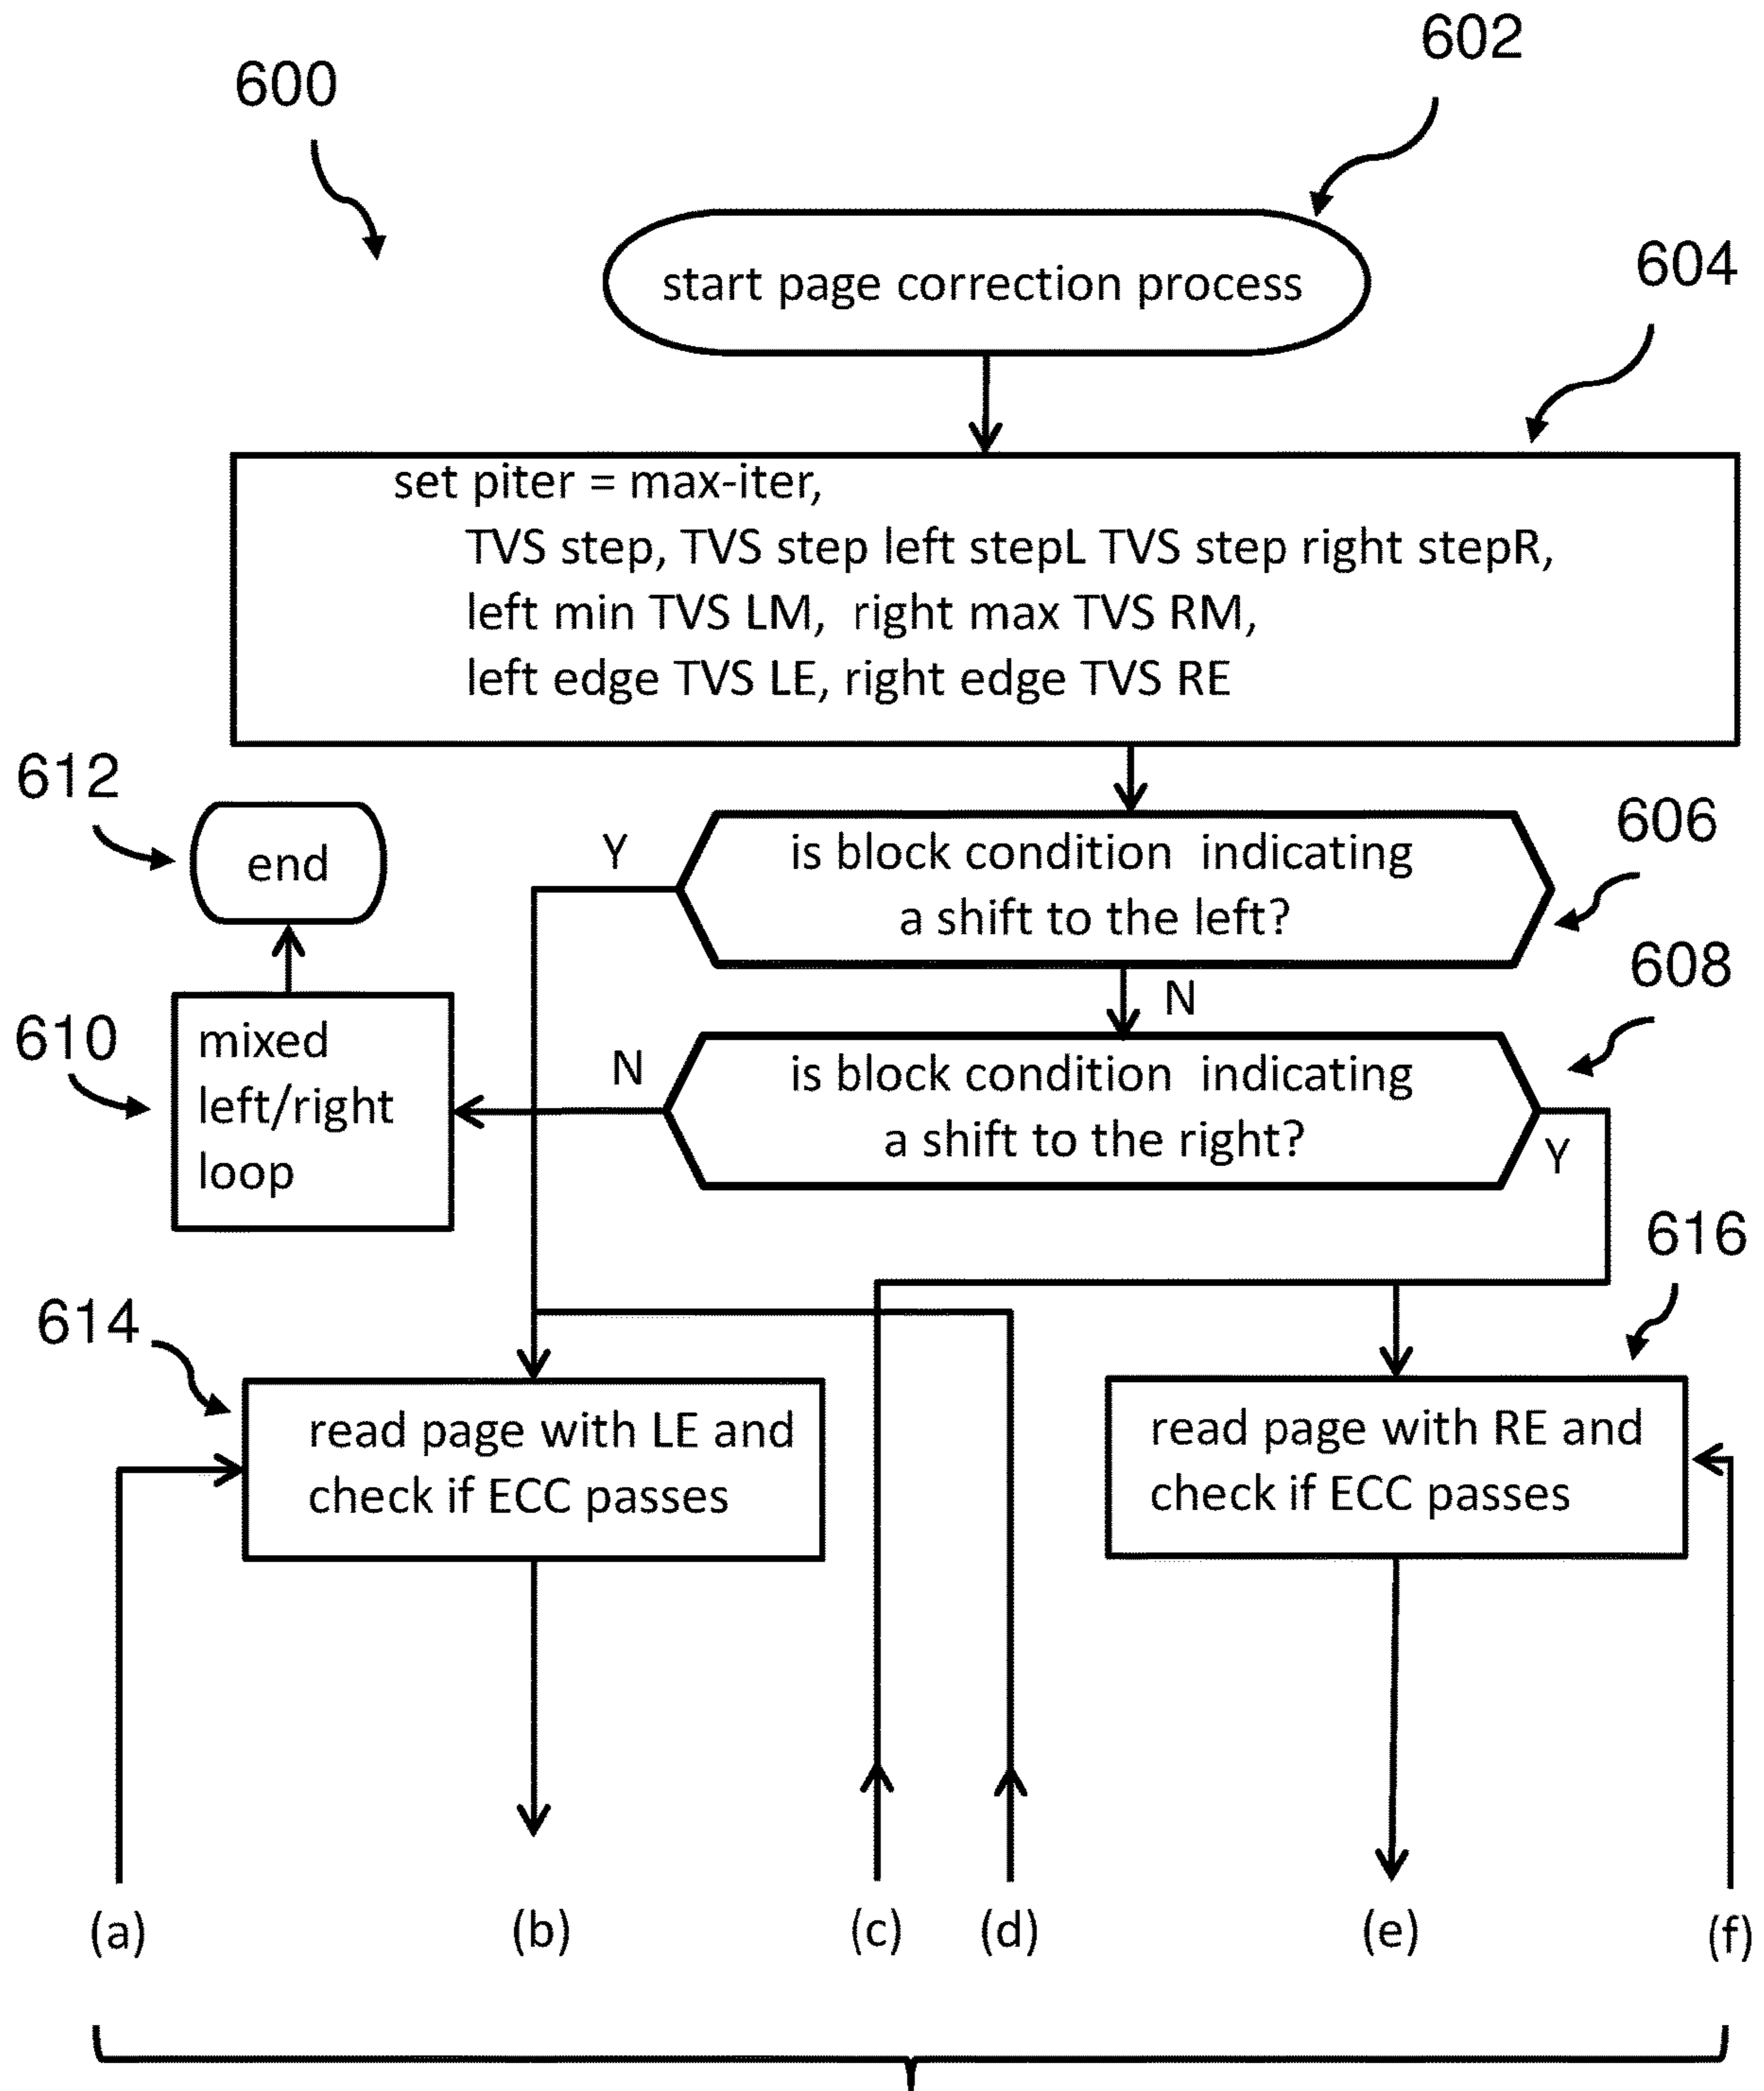 602
600
start page correction process
604
set piter = max-iter,
TVS step, TVS step left stepL TVS step right stepR,
left min TVS LM, right max TVS RM,
left edge TVS LE, right edge TVS RE
612
end
Y
is block condition indicating
a shift to the left?
606
N
608
610
mixed
left/right
loop
N
is block condition indicating
a shift to the right?
Y
616
614
read page with LE and
check if ECC passes
read page with RE and
check if ECC passes
(a)
(b)
(c)
(d)
(e)
(f)